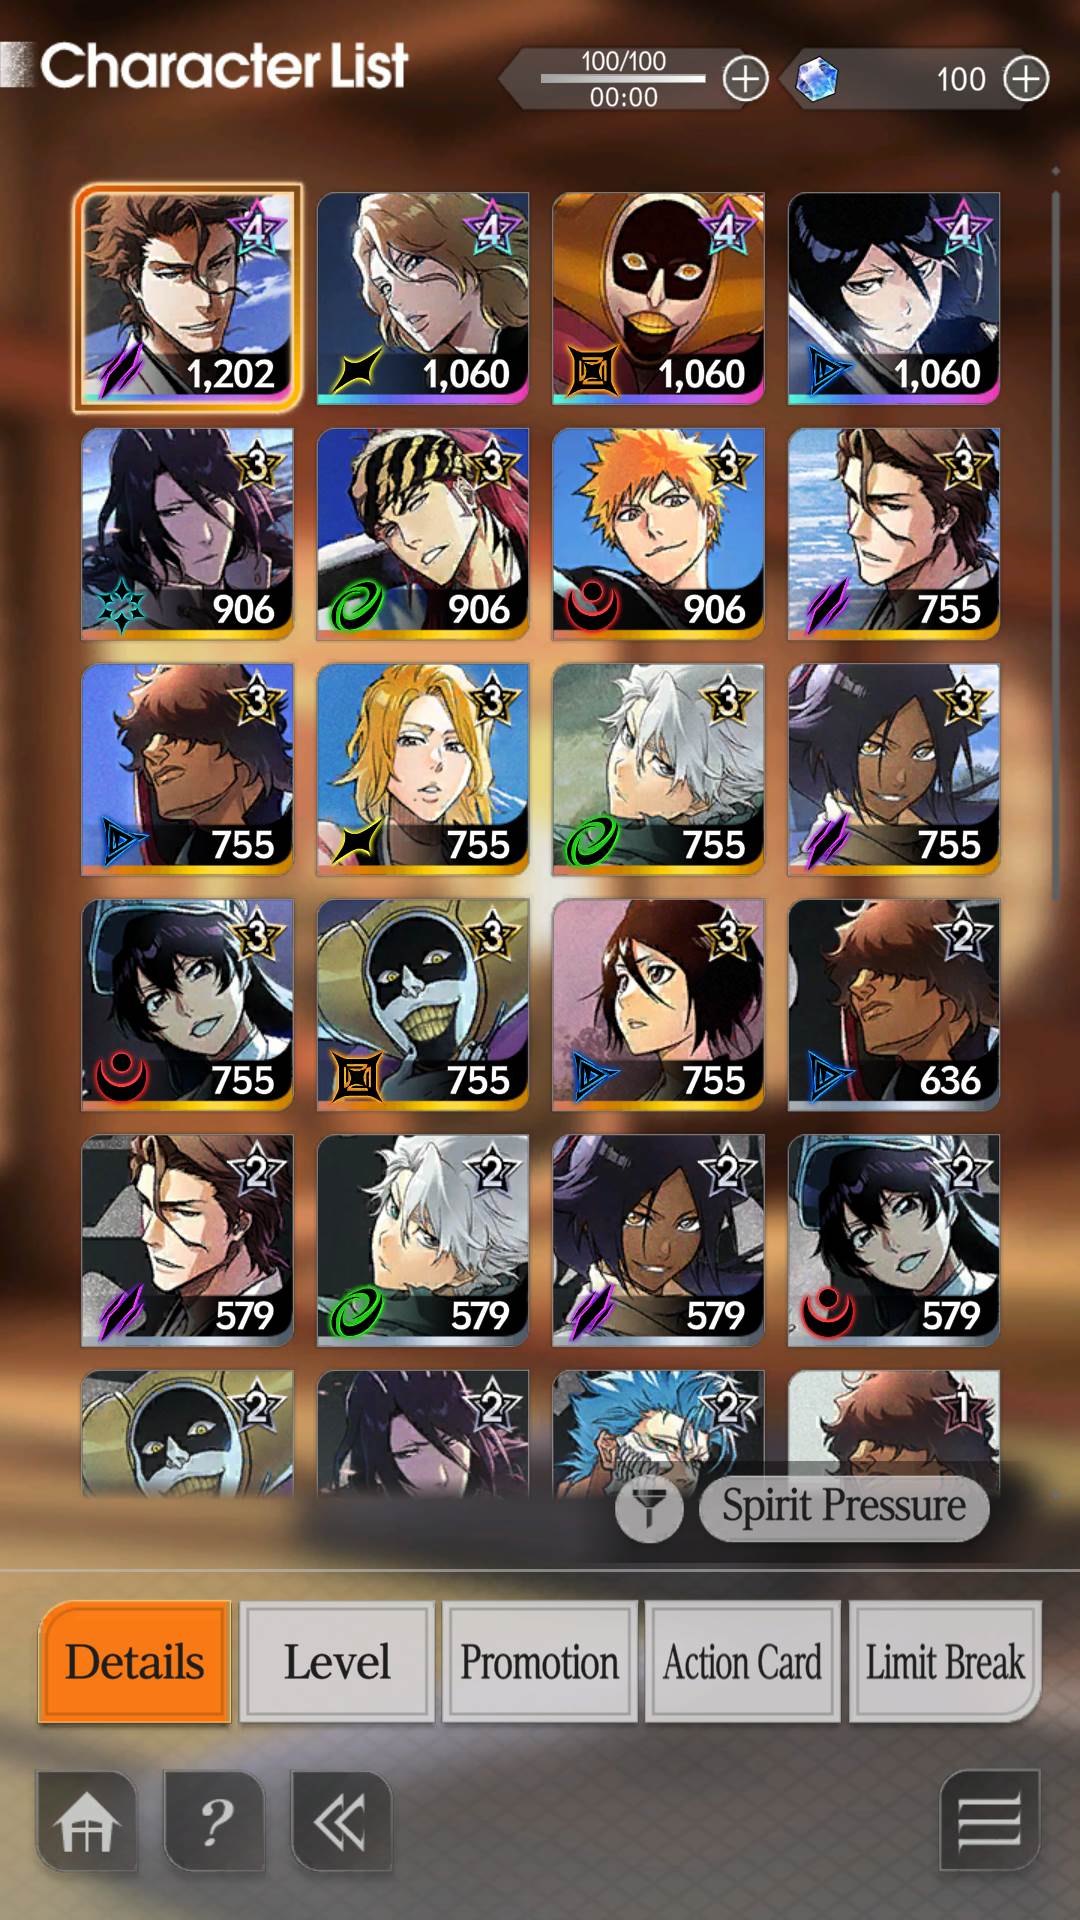 Character List
100/100
00:00
100
4 4 4 4
1,202 1,060 1,060 1,060
3 3 3 3
906 906 906 755
3 3 3 3
755 755 755 755
3 3 3 2
755 755 755 636
2 2 2 2
579 579 579 579
2 2 2 1
Spirit Pressure
Details Level Promotion Action Card Limit Break
?